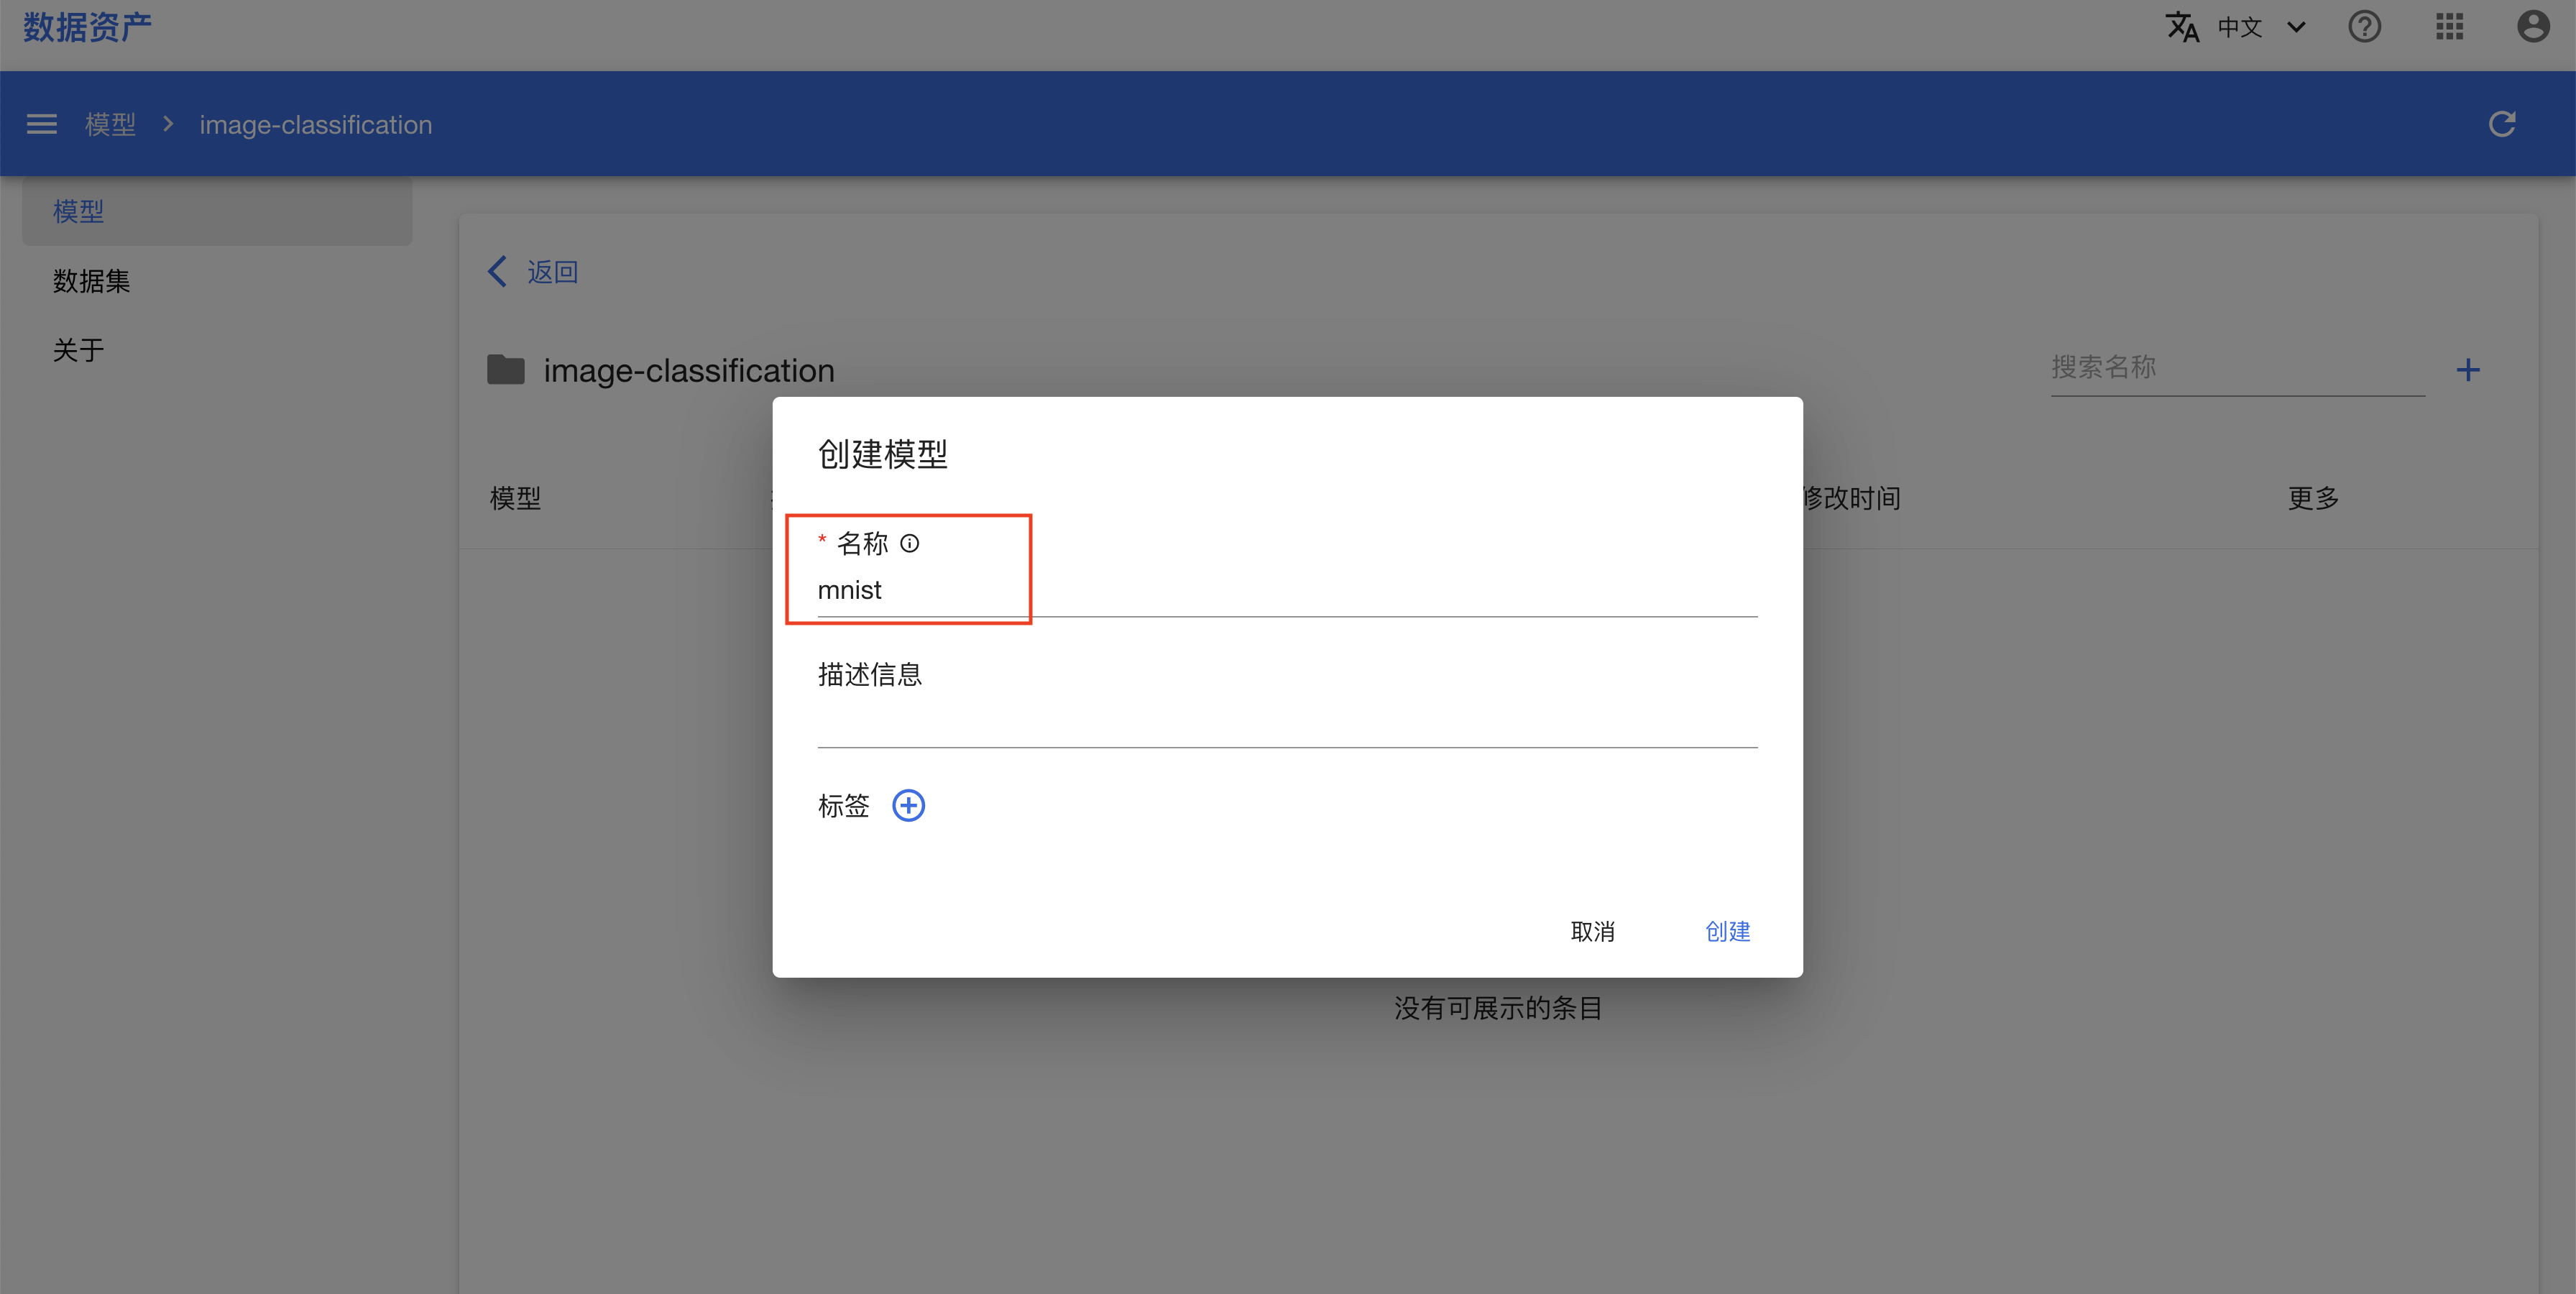 数据资产
中文
模型 > image-classification
模型
数据集
关于
返回
image-classification
搜索名称
模型
修改时间
更多
创建模型
* 名称
mnist
描述信息
标签
取消
创建
没有可展示的条目